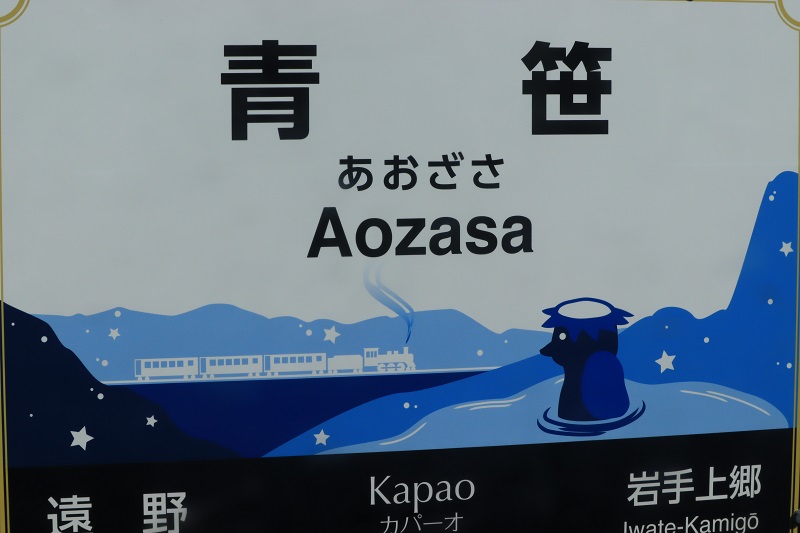 青笹
あおざさ
Aozasa
遠野 Kapao 岩手上郷
カパーオ Iwate-Kamigō